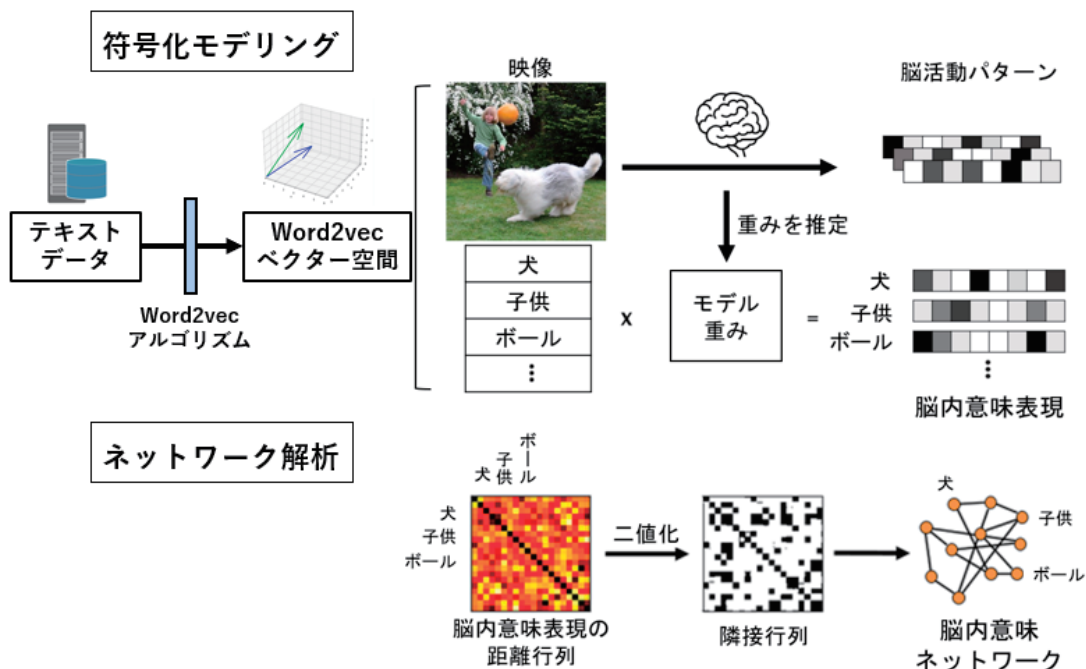 符号化モデリング
テキスト
データ
Word2vec
アルゴリズム
Word2vec
ベクター空間
映像
犬
子供
ボール
⋮
脳活動パターン
重みを推定
x
モデル
重み
=
犬
子供
ボール
⋮
脳内意味表現
ネットワーク解析
犬
子供
ボール
犬
子供
ボール
脳内意味表現の
距離行列
二値化
隣接行列
犬
子供
ボール
脳内意味
ネットワーク